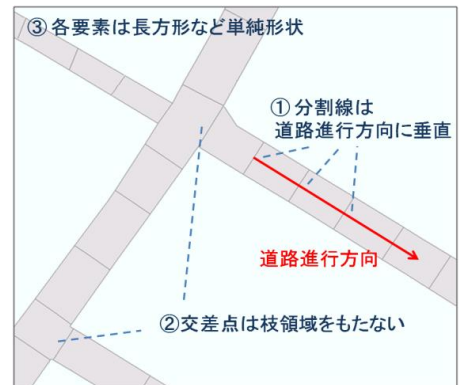 ③ 各要素は長方形など単純形状
① 分割線は
道路進行方向に垂直
道路進行方向
②交差点は枝領域をもたない